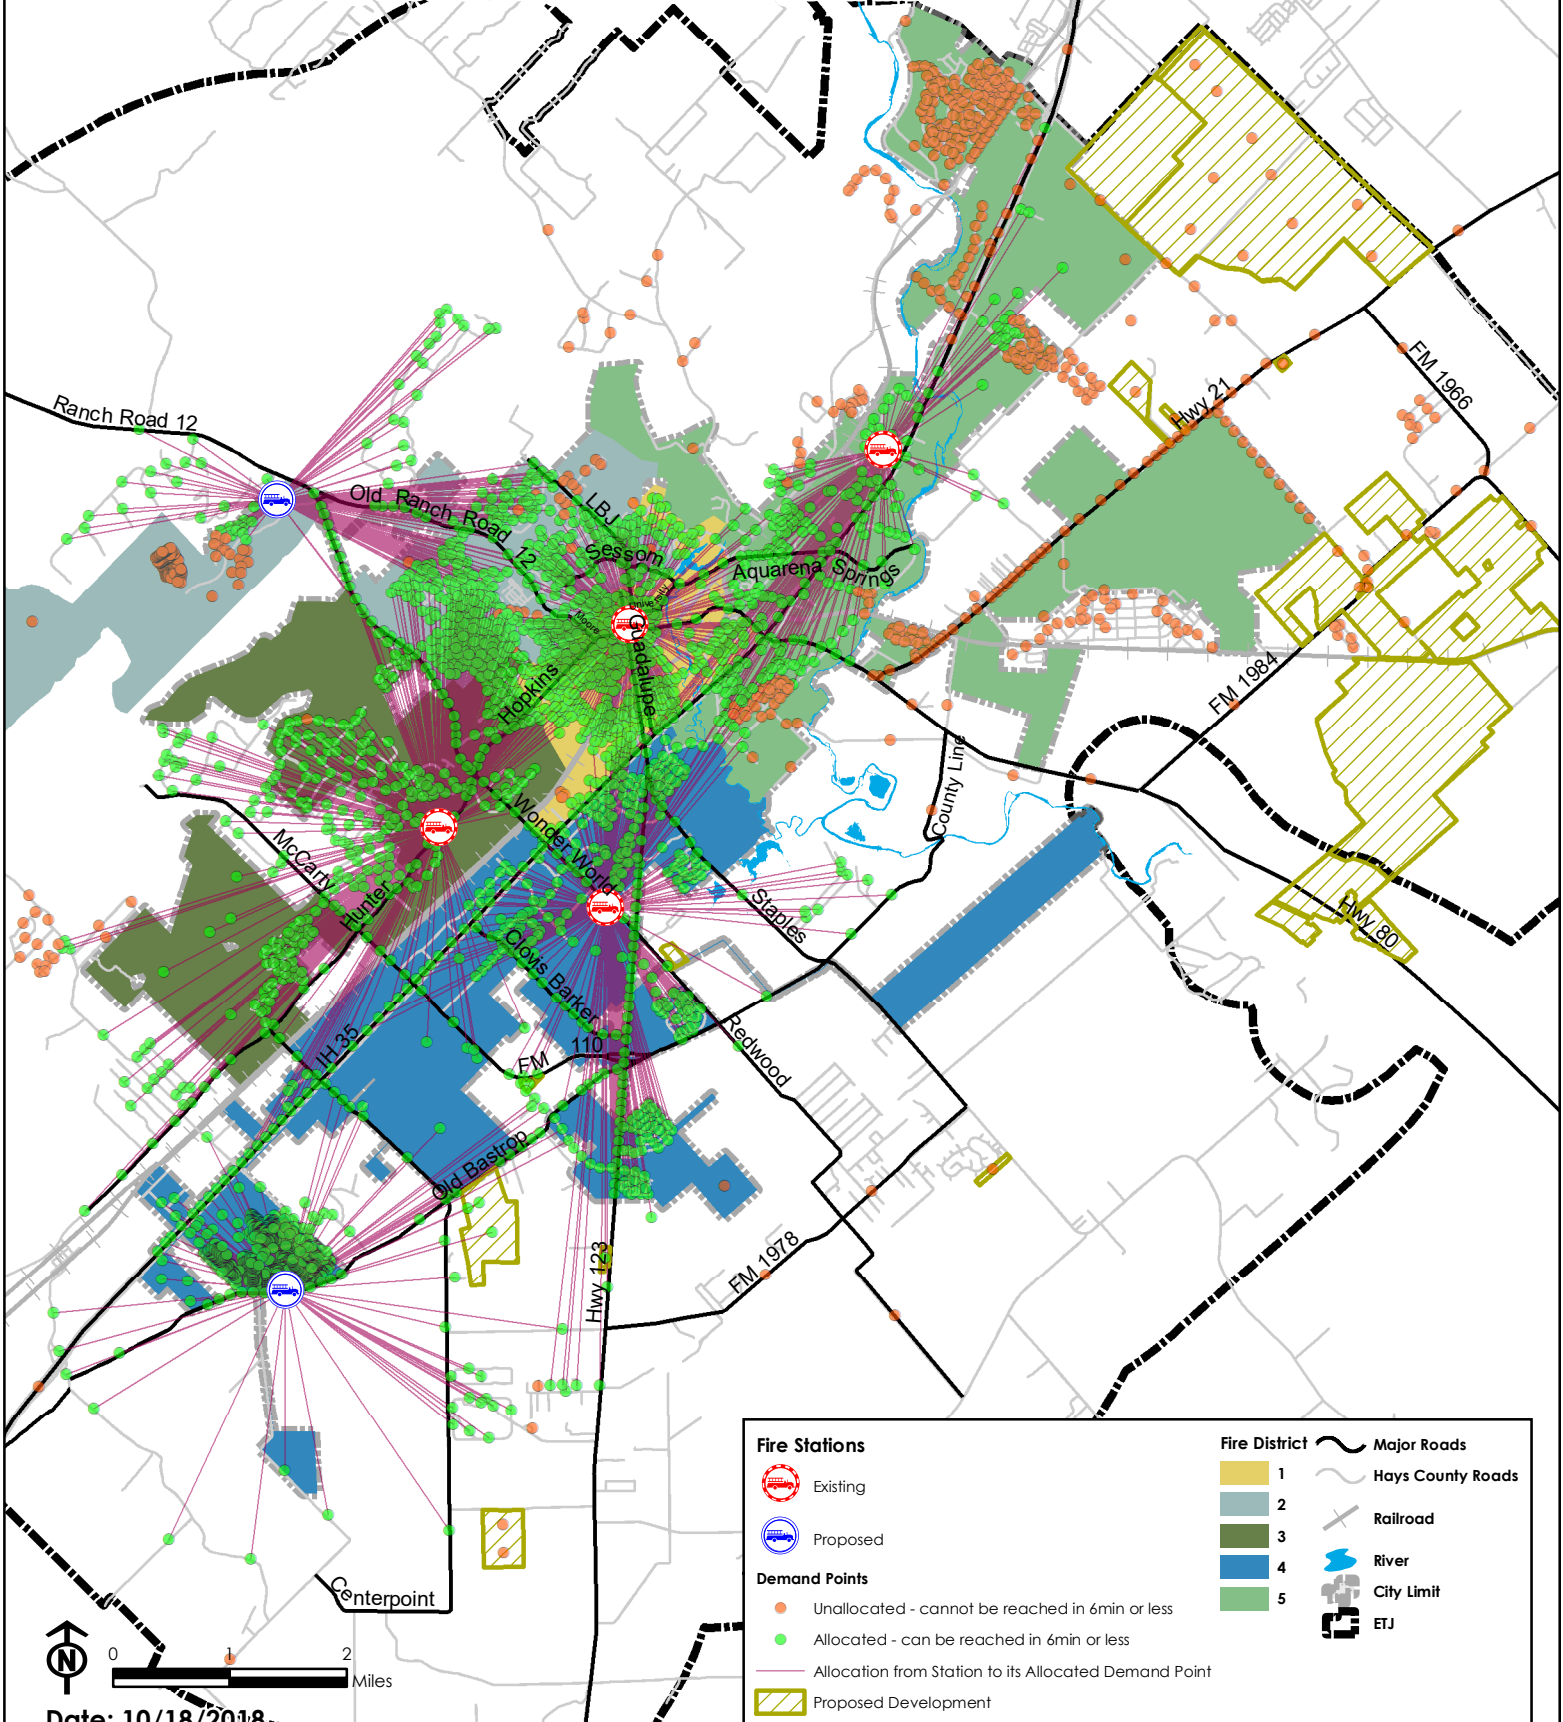 FM 1966
Hwy 21
Ranch Road 12
Old Ranch Road 12
LBJ
Sessom
Aquarena Springs
University
Moore
Guadalupe
Hopkins
FM 1984
County Line
Wonder World
McCarty
Hunter
Staples
Hwy 80
Clovis Barker
IH 35
FM 110
Redwood
Old Bastrop
Hwy 123
FM 1978
Centerpoint
N
0 1 2
Miles
Date: 10/18/2018
Fire Stations
Existing
Proposed
Demand Points
Unallocated - cannot be reached in 6min or less
Allocated - can be reached in 6min or less
Allocation from Station to its Allocated Demand Point
Proposed Development
Fire District
1
2
3
4
5
Major Roads
Hays County Roads
Railroad
River
City Limit
ETJ